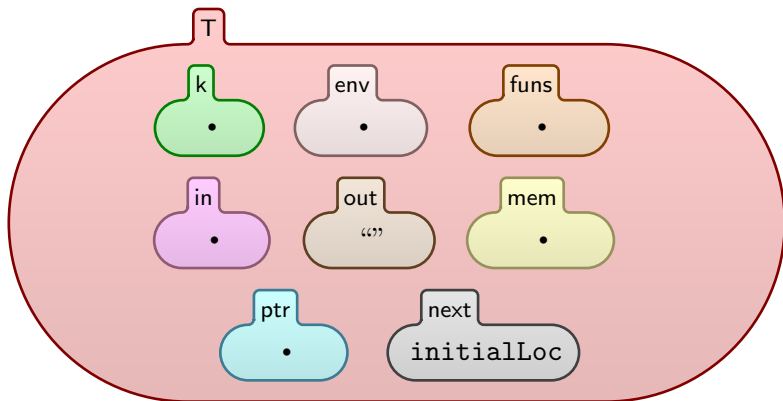 T
k env funs
• • •
in out mem
• “” •
ptr next
• initialLoc